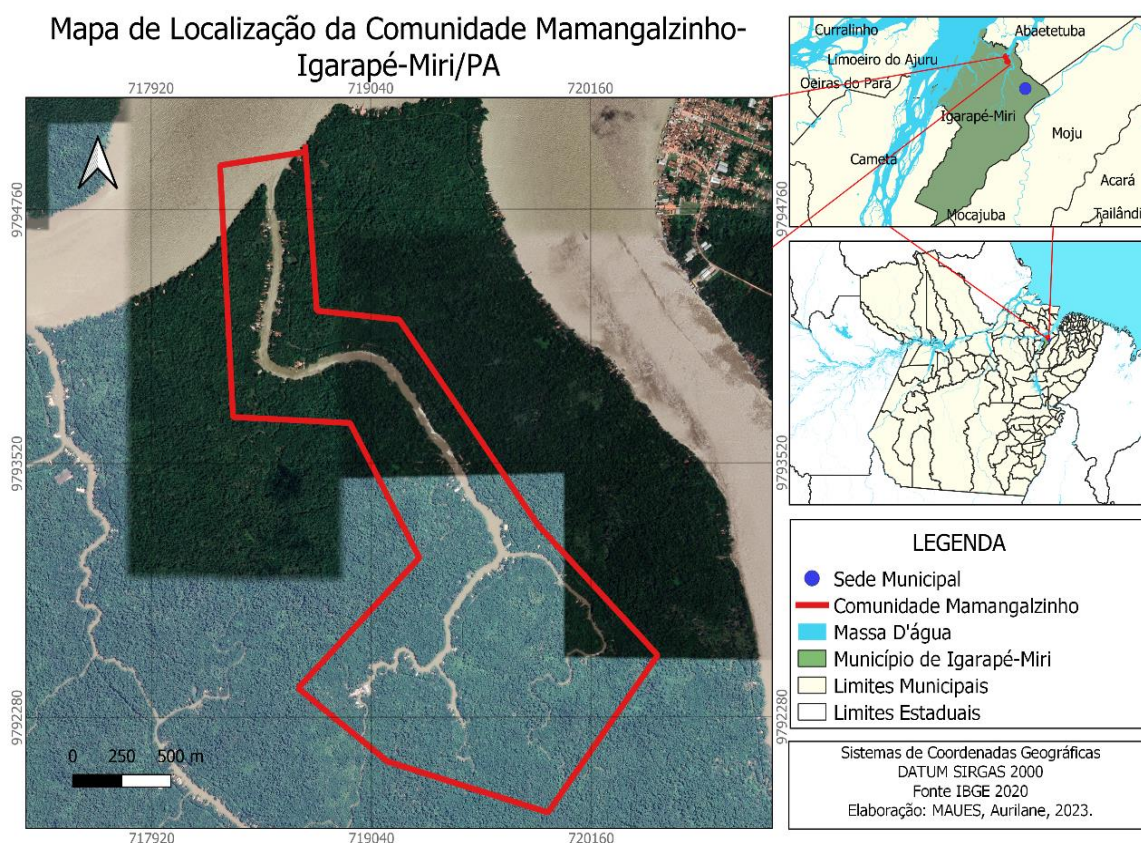 Mapa de Localização da Comunidade Mamangalzinho-
Igarapé-Miri/PA
717920
719040
720160
9794760
9794760
9793520
9793520
9792280
9792280
0 250 500 m
717920
719040
720160
Curralinho
Abaetetuba
Limoeiro do Ajuru
Oeiras do Pará
Igarapé-Miri
Moju
Cametá
Acará
Mocajuba
Tailândi
LEGENDA
Sede Municipal
Comunidade Mamangalzinho
Massa D'água
Município de Igarapé-Miri
Limites Municipais
Limites Estaduais
Sistemas de Coordenadas Geográficas
DATUM SIRGAS 2000
Fonte IBGE 2020
Elaboração: MAUES, Aurilane, 2023.